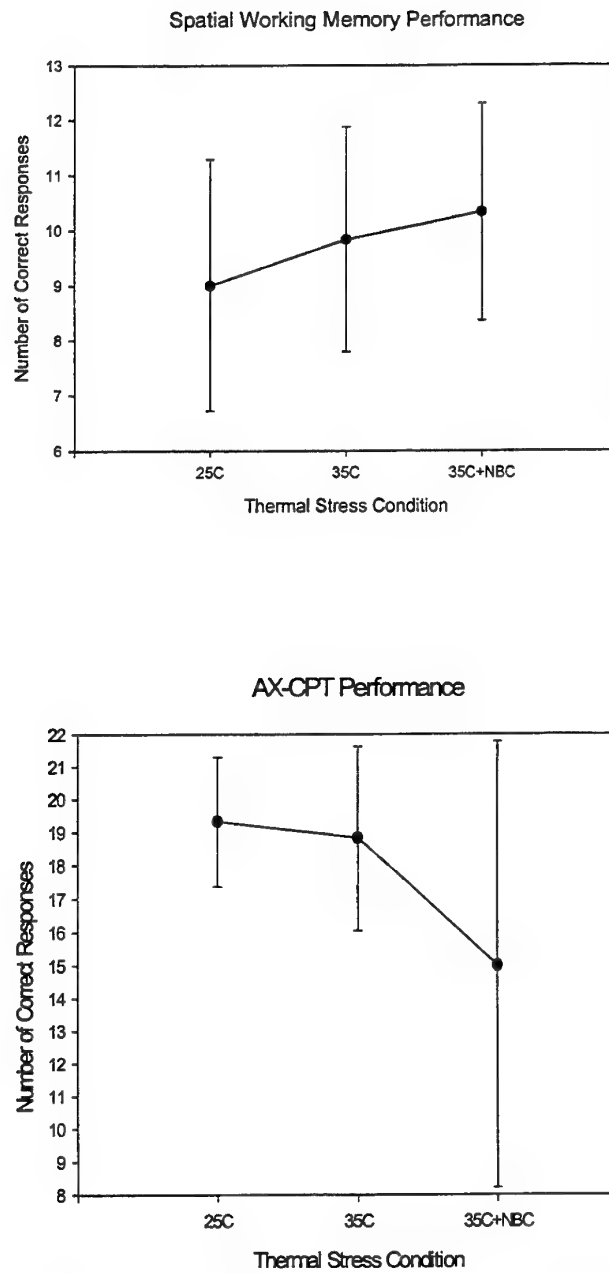 Spatial Working Memory Performance
13
12
11
10
9
8
7
6
Number of Correct Responses
25C
35C
35C+NBC
Thermal Stress Condition
AX-CPT Performance
22
21
20
19
18
17
16
15
14
13
12
11
10
9
8
Number of Correct Responses
25C
35C
35C+NBC
Thermal Stress Condition